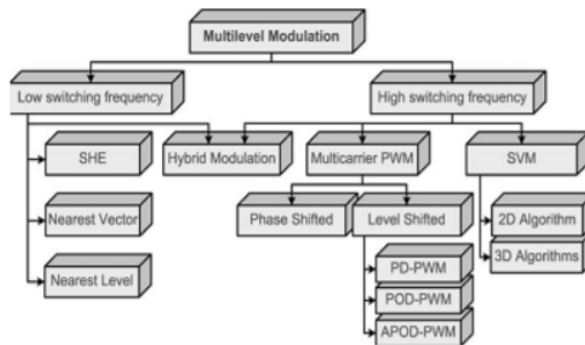 Multilevel Modulation
Low switching frequency
High switching frequency
SHE
Hybrid Modulation
Multicarrier PWM
SVM
Nearest Vector
Phase Shifted
Level Shifted
2D Algorithm
3D Algorithms
Nearest Level
PD-PWM
POD-PWM
APOD-PWM